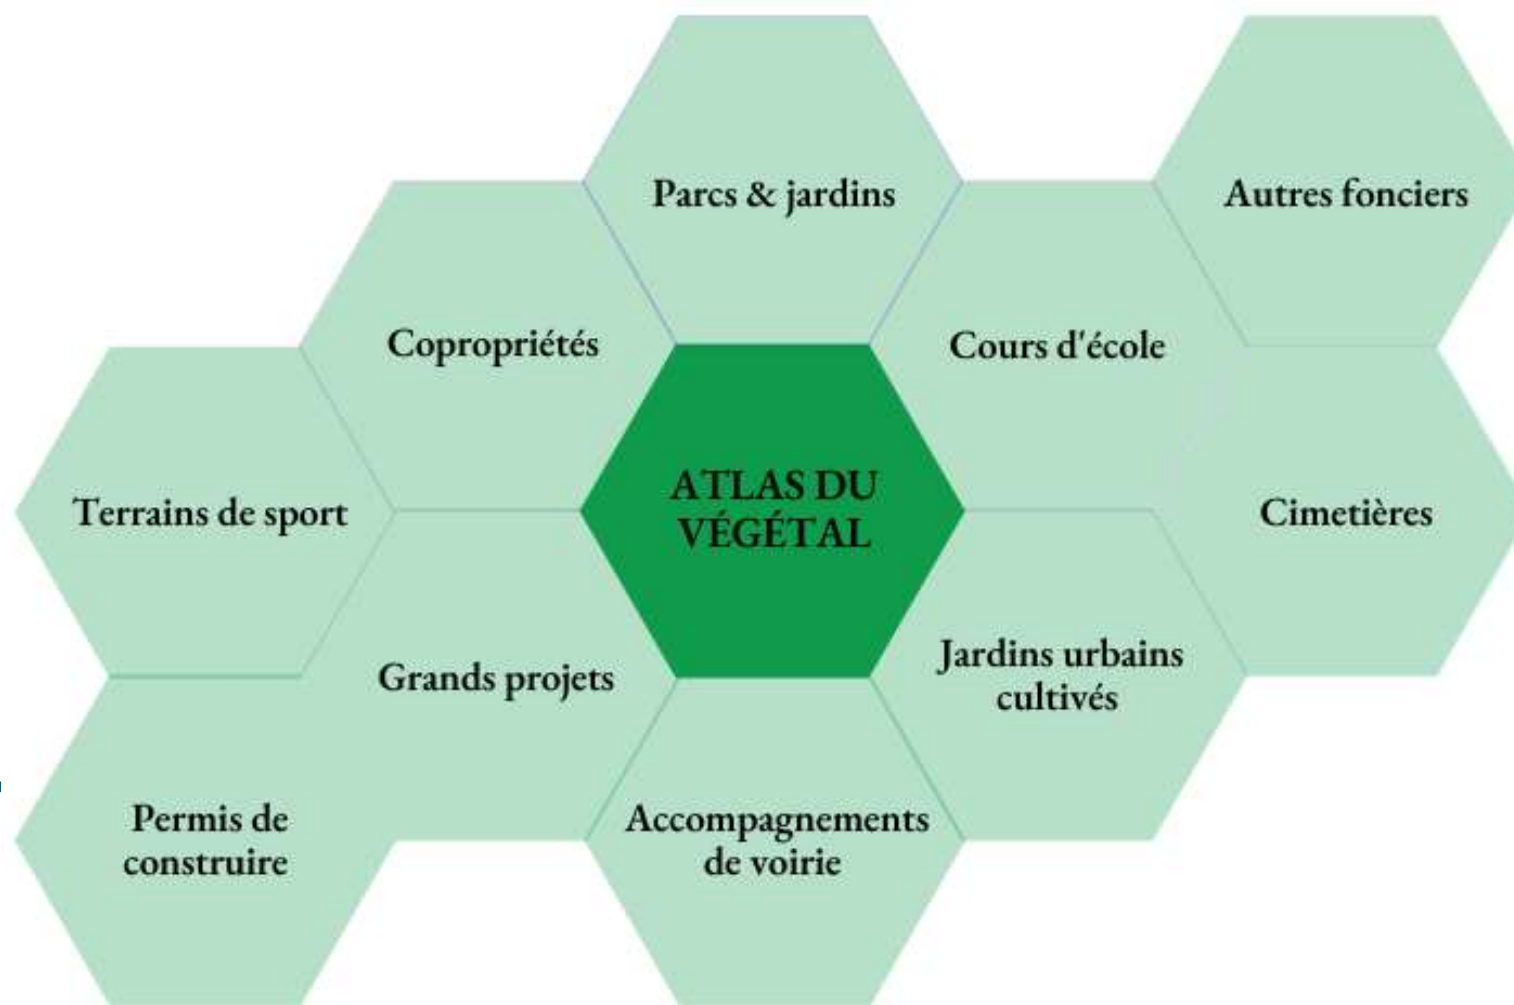 Parcs & jardins
Autres fonciers
Copropriétés
Cours d'école
ATLAS DU
VÉGÉTAL
Terrains de sport
Cimetières
Grands projets
Jardins urbains
cultivés
Permis de
construire
Accompagnements
de voirie